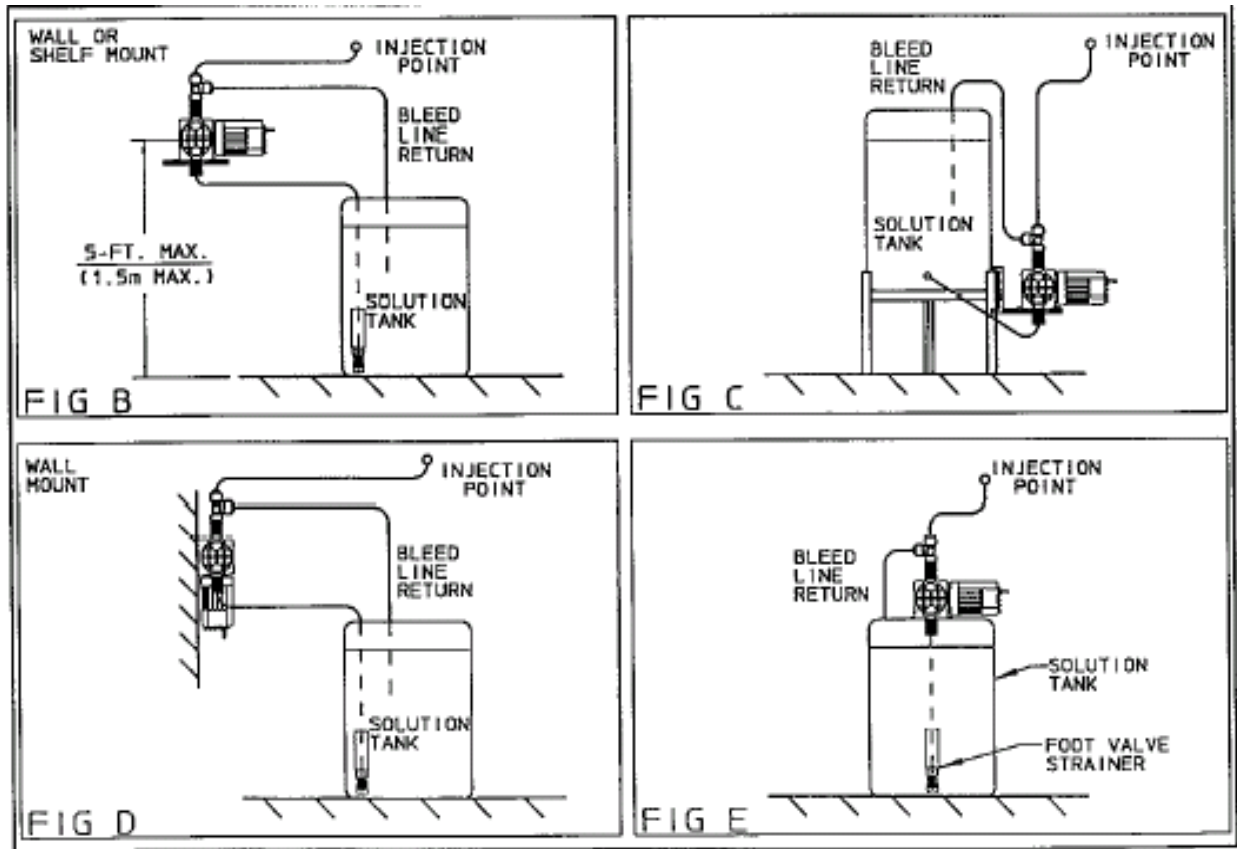 WALL OR
SHELF MOUNT
INJECTION
POINT
BLEED
LINE
RETURN
5-FT. MAX.
(1.5m MAX.)
SOLUTION
TANK
FIG B
BLEED
LINE
RETURN
INJECTION
POINT
SOLUTION
TANK
FIG C
WALL
MOUNT
INJECTION
POINT
BLEED
LINE
RETURN
SOLUTION
TANK
FIG D
INJECTION
POINT
BLEED
LINE
RETURN
SOLUTION
TANK
FOOT VALVE
STRAINER
FIG E